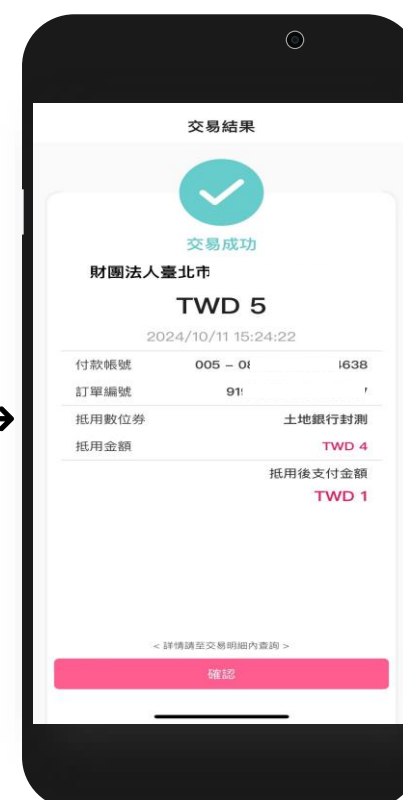 交易結果
交易成功
財團法人臺北市
TWD 5
2024/10/11 15:24:22
付款帳號 005 – 0 638
訂單編號 91
抵用數位券 土地銀行封測
抵用金額 TWD 4
抵用後支付金額
TWD 1
< 詳情請至交易明細內查詢 >
確認